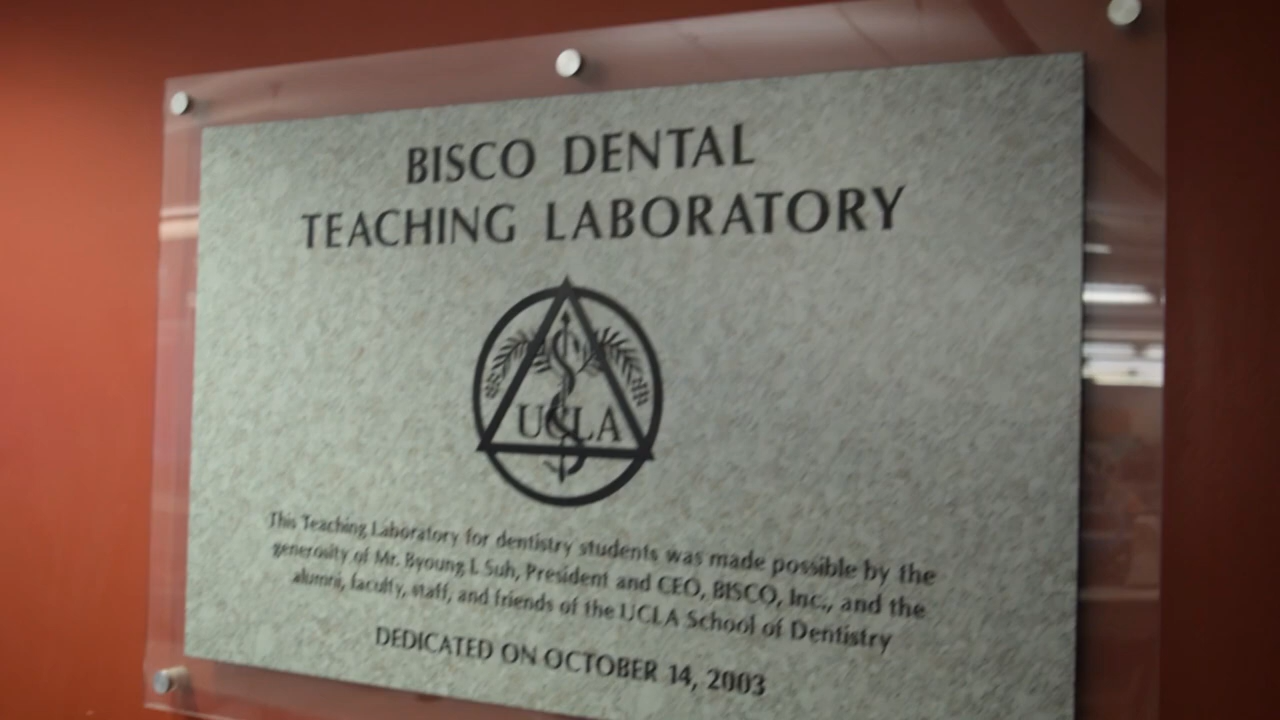 BISCO DENTAL
TEACHING LABORATORY
UCLA
This Teaching Laboratory for dentistry students was made possible by the
generosity of Mr. Byoung I. Suh, President and CEO, BISCO, Inc., and the
alumni, faculty, staff, and friends of the UCLA School of Dentistry
DEDICATED ON OCTOBER 14, 2003